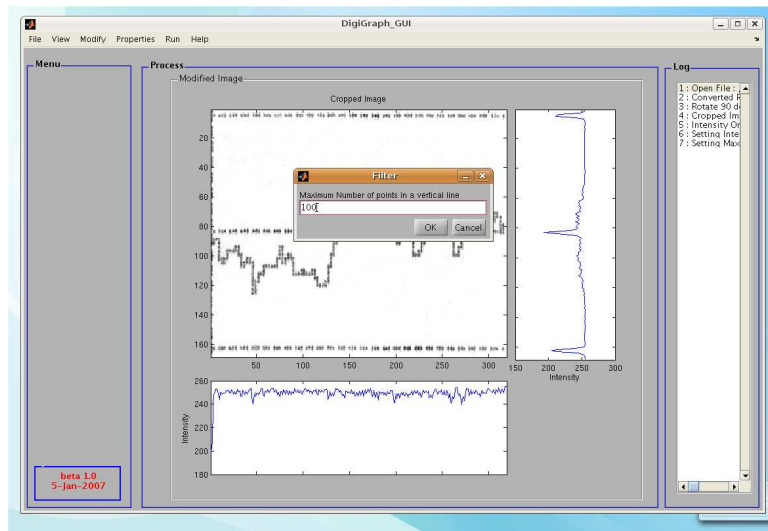 DigiGraph_GUI
File View Modify Properties Run Help
Menu
Process
Log
Modified Image
Cropped Image
1 : Open File :
2 : Converted
3 : Rotate 90 d
4 : Cropped Im
5 : Intensity Or
6 : Setting Inte
7 : Setting Max
20
40
60
80
100
120
140
160
50 100 150 200 250 300
Filter
Maximum Number of points in a vertical line
100
OK Cancel
150 200 250 300
Intensity
260
240
220
200
180
Intensity
beta 1.0
5-Jan-2007